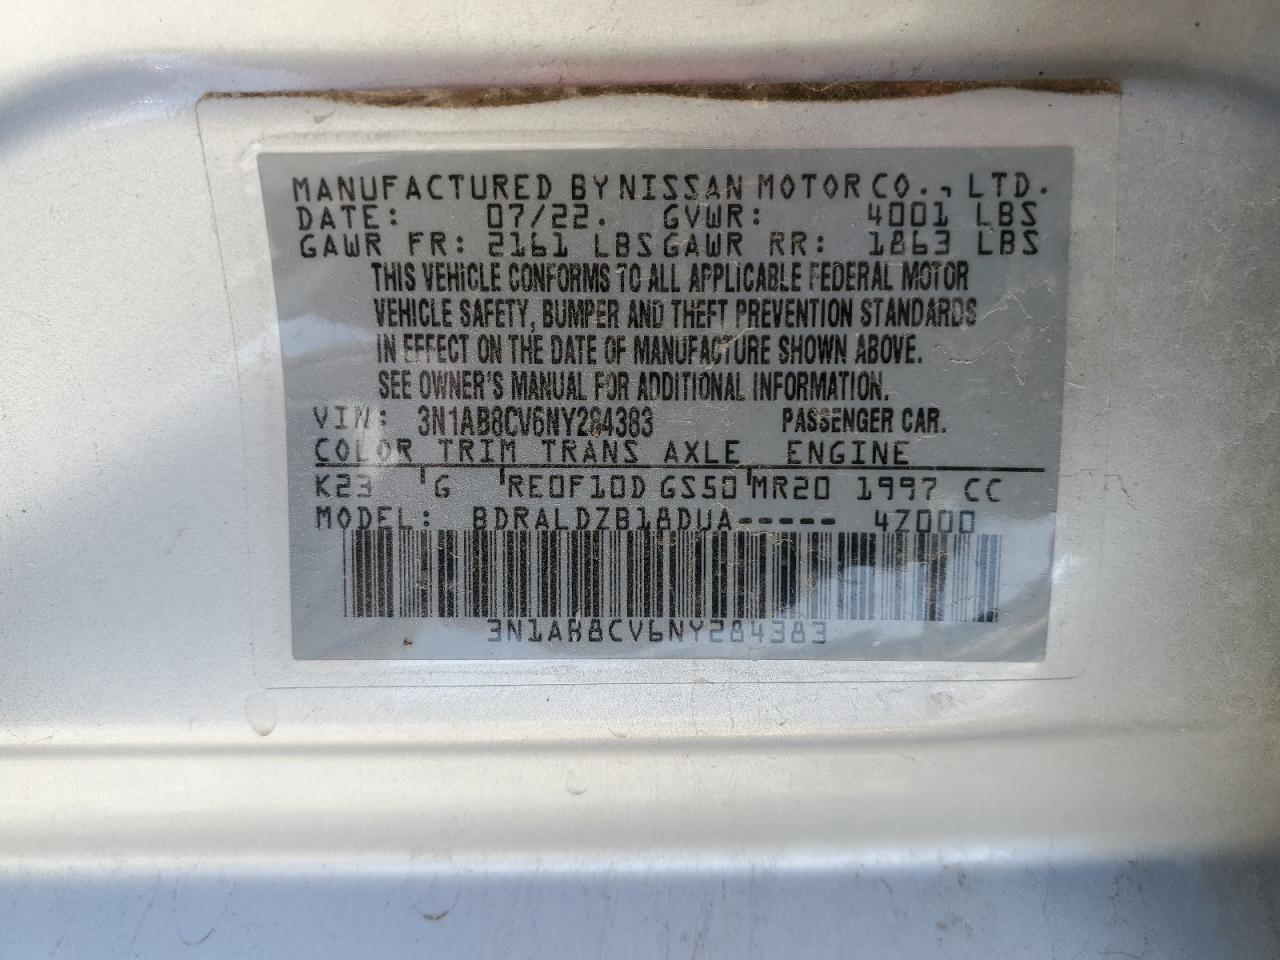 MANUFACTURED BY NISSAN MOTOR CO., LTD.
DATE: 07/22. GVWR: 4001 LBS
GAWR FR: 2161 LBS GAWR RR: 1863 LBS
THIS VEHICLE CONFORMS TO ALL APPLICABLE FEDERAL MOTOR
VEHICLE SAFETY, BUMPER AND THEFT PREVENTION STANDARDS
IN EFFECT ON THE DATE OF MANUFACTURE SHOWN ABOVE.
SEE OWNER'S MANUAL FOR ADDITIONAL INFORMATION.
VIN: 3N1AB8CV6NY284383 PASSENGER CAR.
COLOR TRIM TRANS AXLE ENGINE
K23 G RE0F10D GS50 MR20 1997 CC
MODEL: BDRALDZB18DUA----- 47000
3N1AB8CV6NY284383